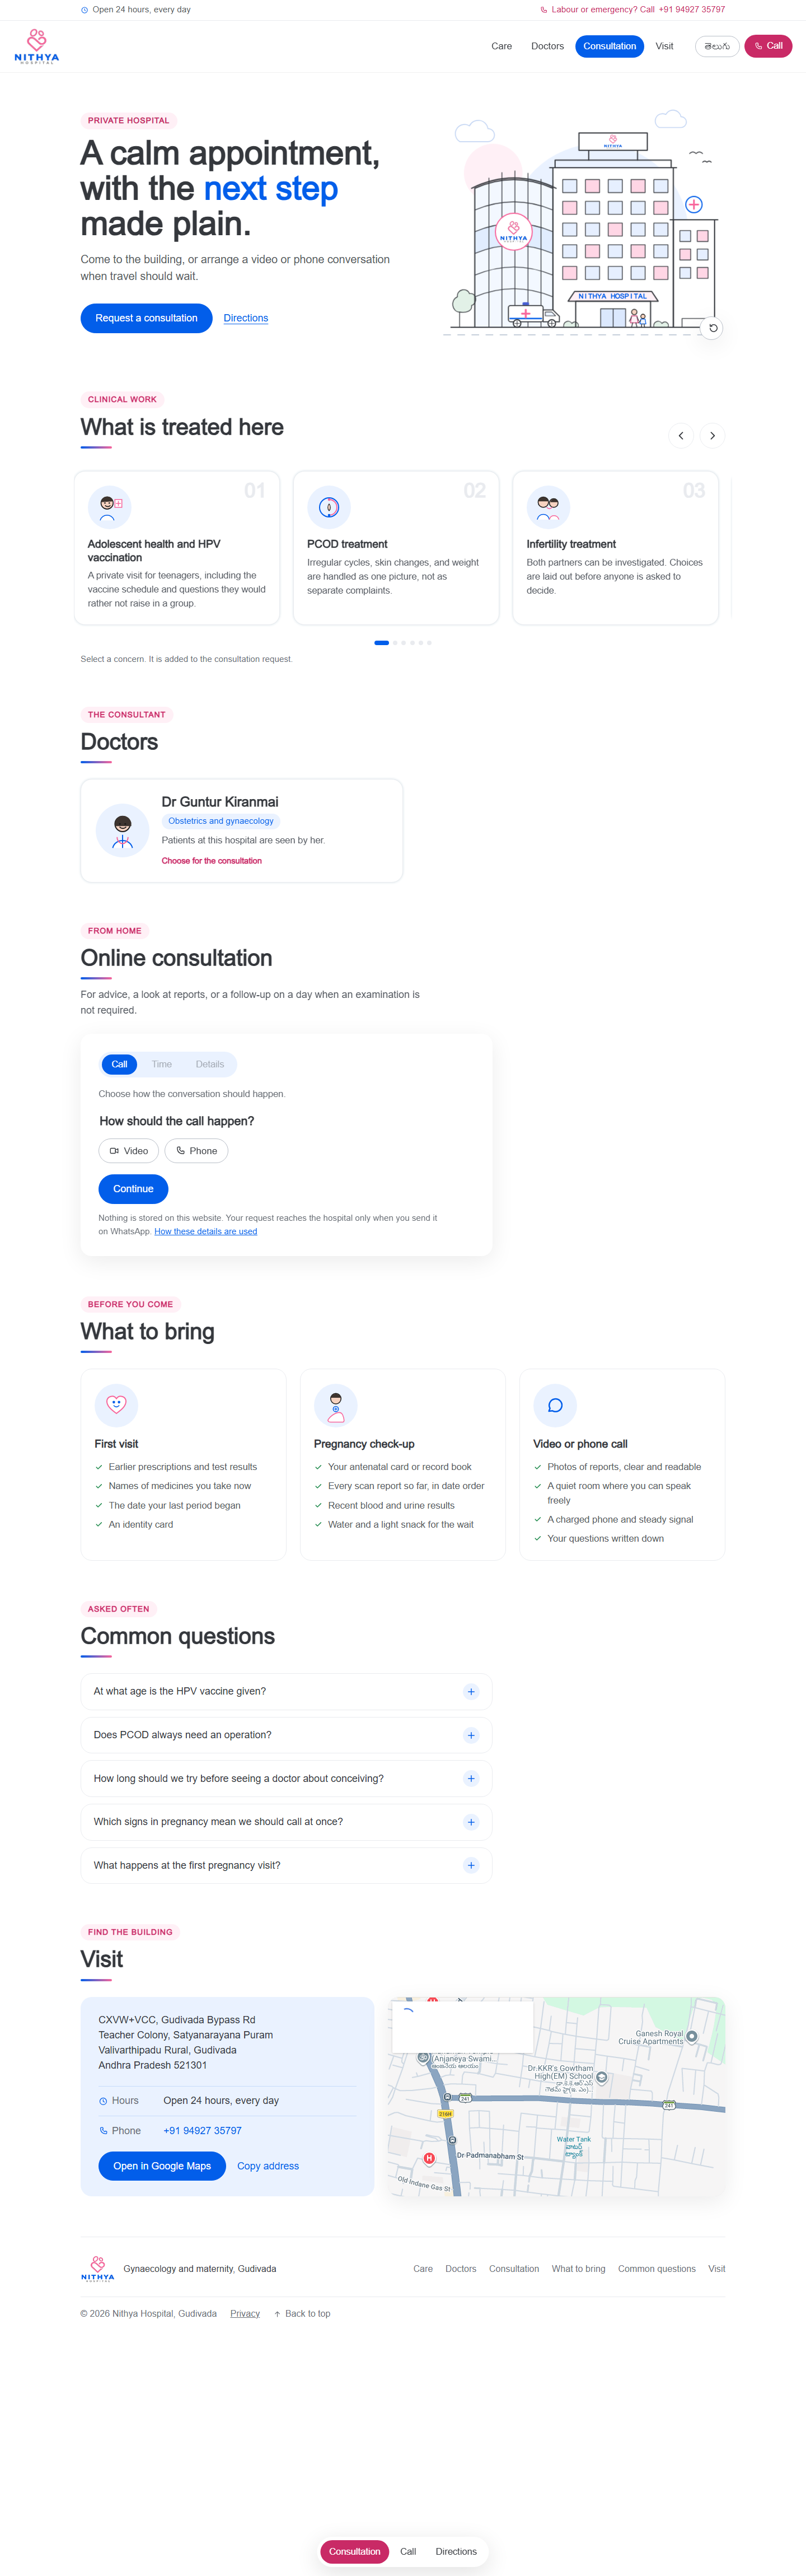 Open 24 hours, every day
Labour or emergency? Call +91 94927 35797
NITHYA
HOSPITAL
Care
Doctors
Consultation
Visit
తెలుగు
Call
PRIVATE HOSPITAL
A calm appointment,
with the next step
made plain.
Come to the building, or arrange a video or phone conversation
when travel should wait.
Request a consultation
Directions
NITHYA
NITHYA
NITHYA HOSPITAL
CLINICAL WORK
What is treated here
01
Adolescent health and HPV
vaccination
A private visit for teenagers, including the
vaccine schedule and questions they would
rather not raise in a group.
02
PCOD treatment
Irregular cycles, skin changes, and weight
are handled as one picture, not as
separate complaints.
03
Infertility treatment
Both partners can be investigated. Choices
are laid out before anyone is asked to
decide.
Select a concern. It is added to the consultation request.
THE CONSULTANT
Doctors
Dr Guntur Kiranmai
Obstetrics and gynaecology
Patients at this hospital are seen by her.
Choose for the consultation
FROM HOME
Online consultation
For advice, a look at reports, or a follow-up on a day when an examination is
not required.
Call
Time
Details
Choose how the conversation should happen.
How should the call happen?
Video
Phone
Continue
Nothing is stored on this website. Your request reaches the hospital only when you send it
on WhatsApp. How these details are used
BEFORE YOU COME
What to bring
First visit
Earlier prescriptions and test results
Names of medicines you take now
The date your last period began
An identity card
Pregnancy check-up
Your antenatal card or record book
Every scan report so far, in date order
Recent blood and urine results
Water and a light snack for the wait
Video or phone call
Photos of reports, clear and readable
A quiet room where you can speak
freely
A charged phone and steady signal
Your questions written down
ASKED OFTEN
Common questions
At what age is the HPV vaccine given?
Does PCOD always need an operation?
How long should we try before seeing a doctor about conceiving?
Which signs in pregnancy mean we should call at once?
What happens at the first pregnancy visit?
FIND THE BUILDING
Visit
CXVW+VCC, Gudivada Bypass Rd
Teacher Colony, Satyanarayana Puram
Valivarthipadu Rural, Gudivada
Andhra Pradesh 521301
Hours
Open 24 hours, every day
Phone
+91 94927 35797
Open in Google Maps
Copy address
Ganesh Royal
Cruise Apartments
(Anjaneya Swami...
Dr.KKR's Gowtham
High(EM) School
241
241
216H
Water Tank
వాటర్
ట్యాంక్
H
Dr Padmanabham St
Old Indane Gas St
NITHYA
HOSPITAL
Gynaecology and maternity, Gudivada
Care
Doctors
Consultation
What to bring
Common questions
Visit
© 2026 Nithya Hospital, Gudivada
Privacy
Back to top
Consultation
Call
Directions